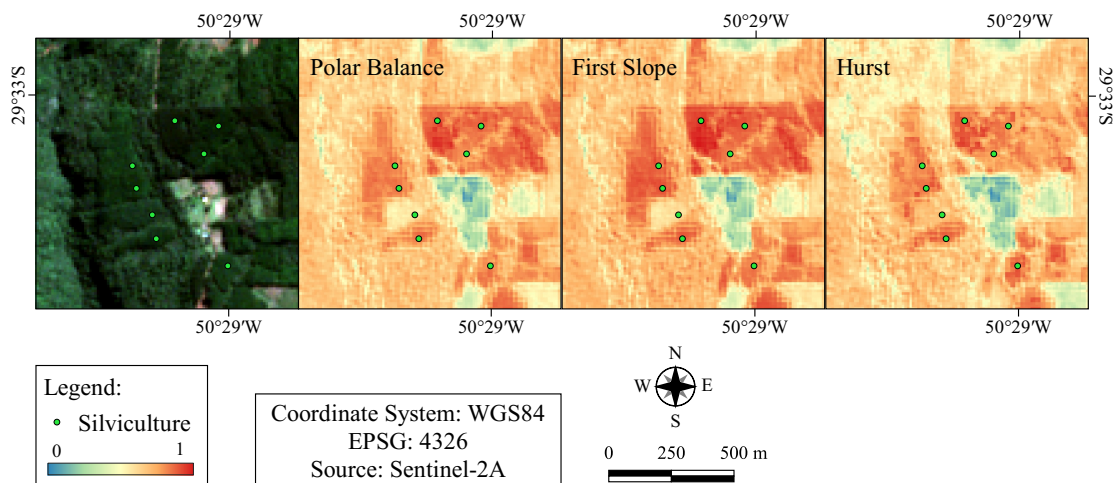 50°29'W 50°29'W 50°29'W 50°29'W
29°33'S
Polar Balance
First Slope
Hurst
29°33'S
50°29'W 50°29'W 50°29'W 50°29'W
Legend:
Silviculture
0 1
Coordinate System: WGS84
EPSG: 4326
Source: Sentinel-2A
N
W E
S
0 250 500 m